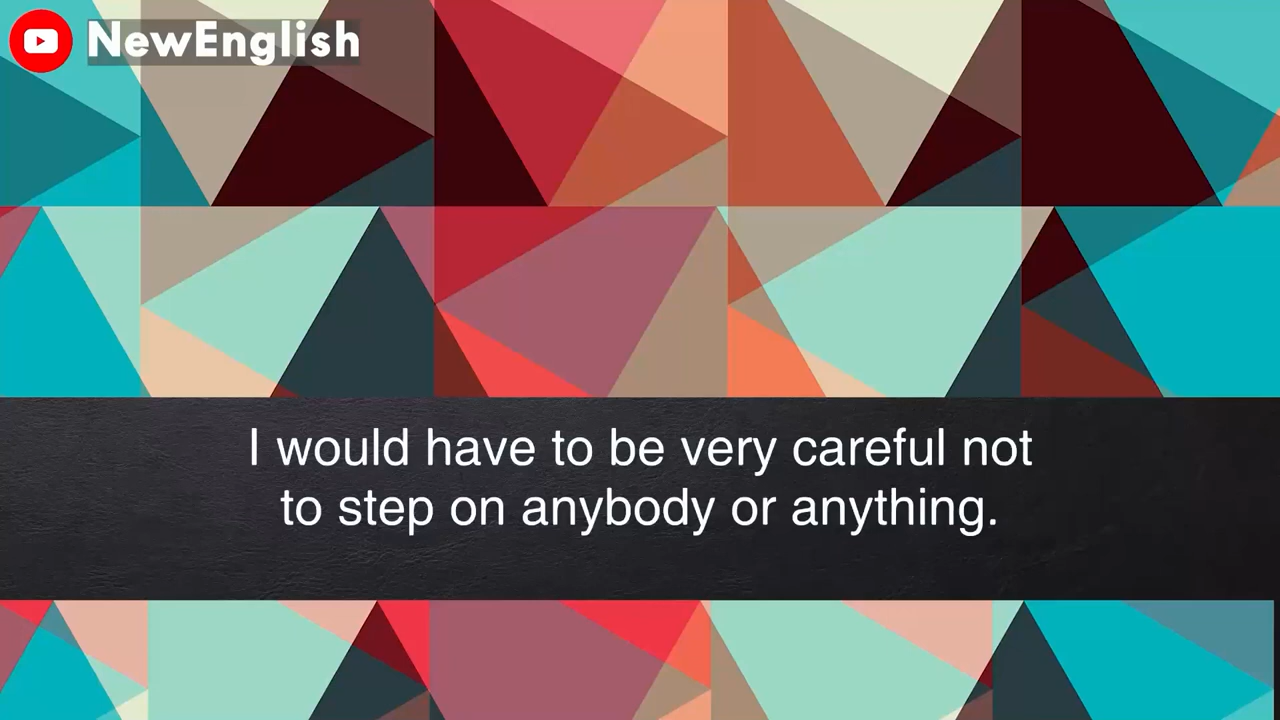 NewEnglish
I would have to be very careful not
to step on anybody or anything.